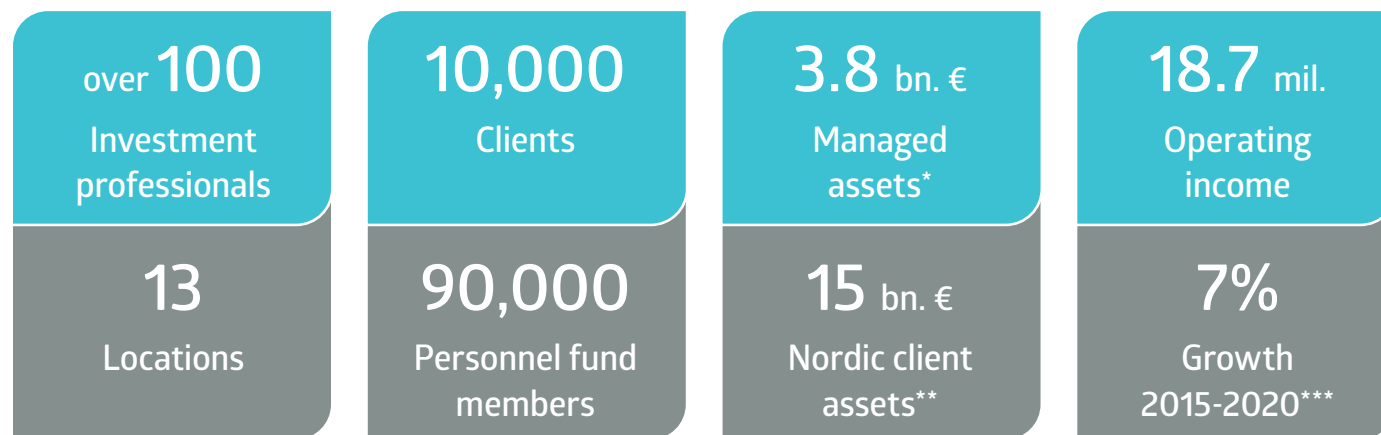 over 100
Investment
professionals
13
Locations
10,000
Clients
90,000
Personnel fund
members
3.8 bn. €
Managed
assets*
15 bn. €
Nordic client
assets**
18.7 mil.
Operating
income
7%
Growth
2015-2020***